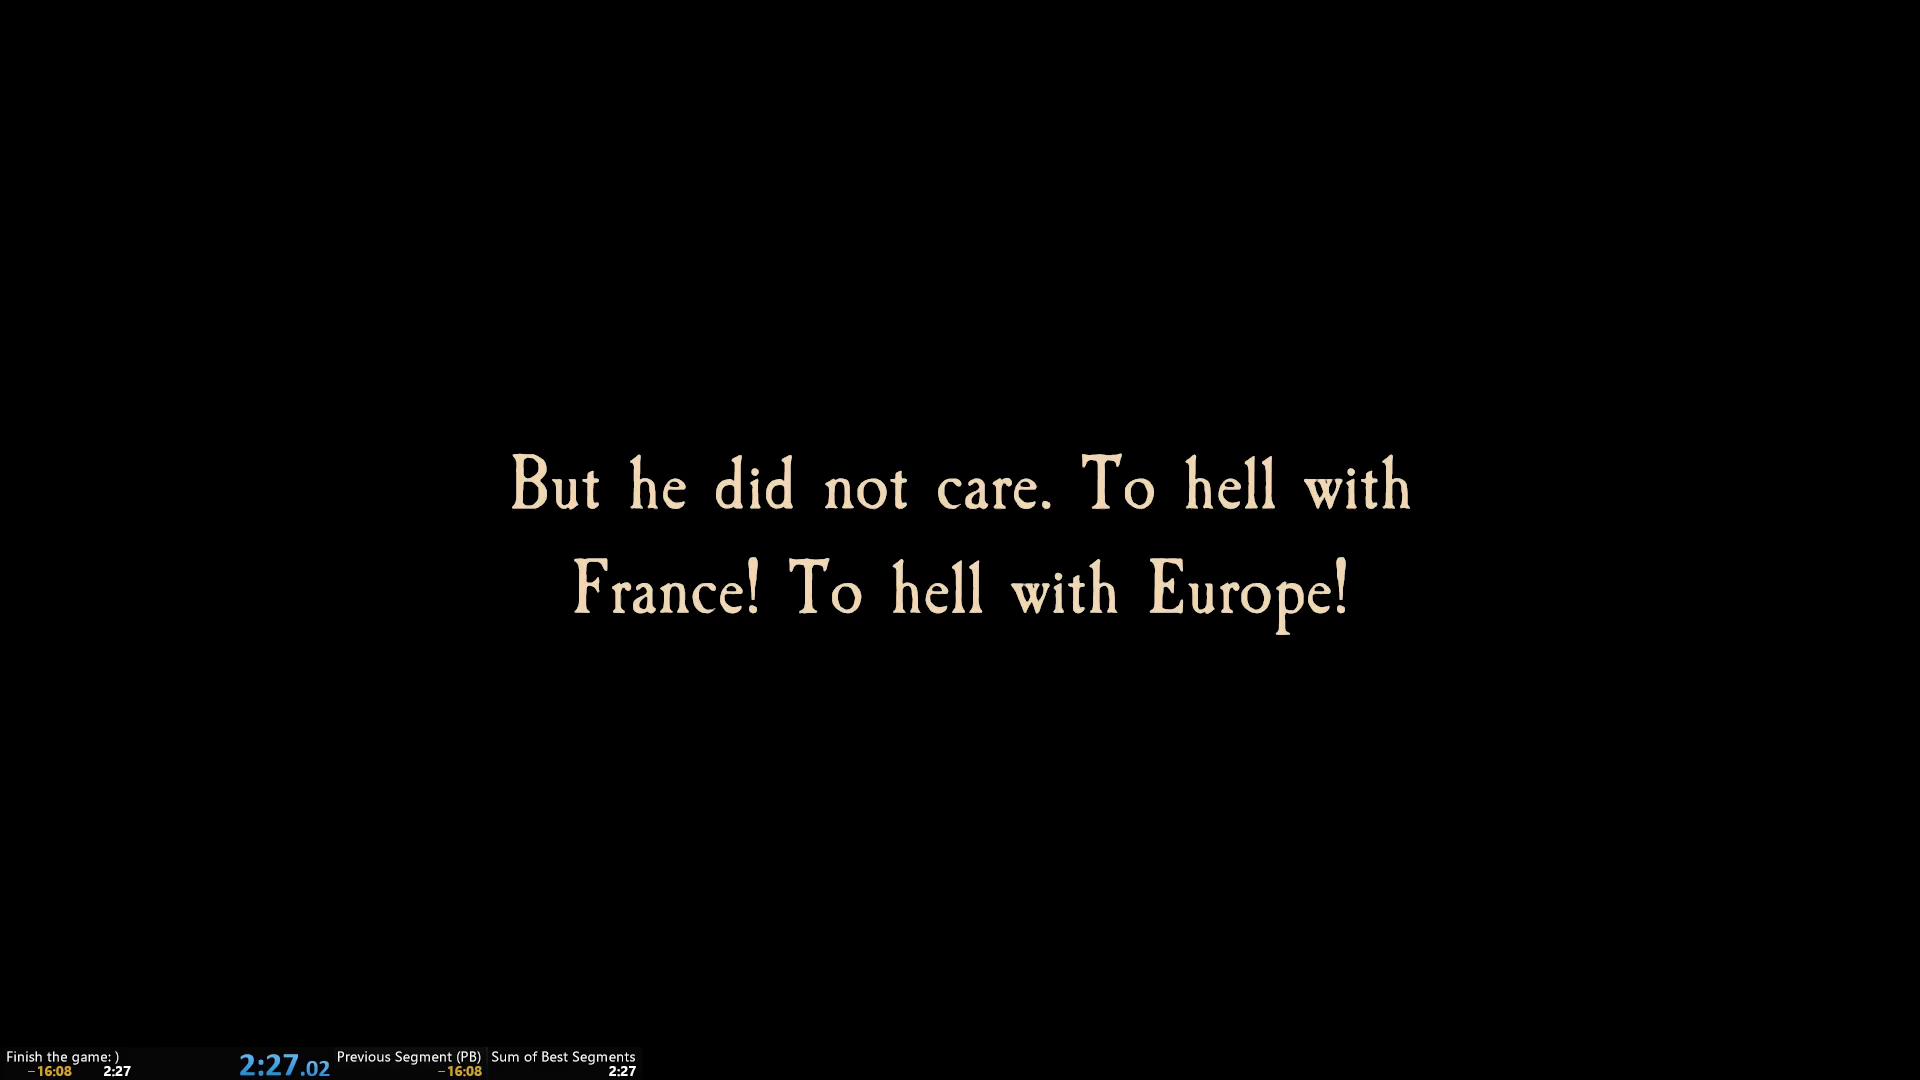 But he did not care. To hell with
France! To hell with Europe!
Finish the game: )
2:27.02
Previous Segment (PB)
Sum of Best Segments
−16:08
2:27
−16:08
2:27